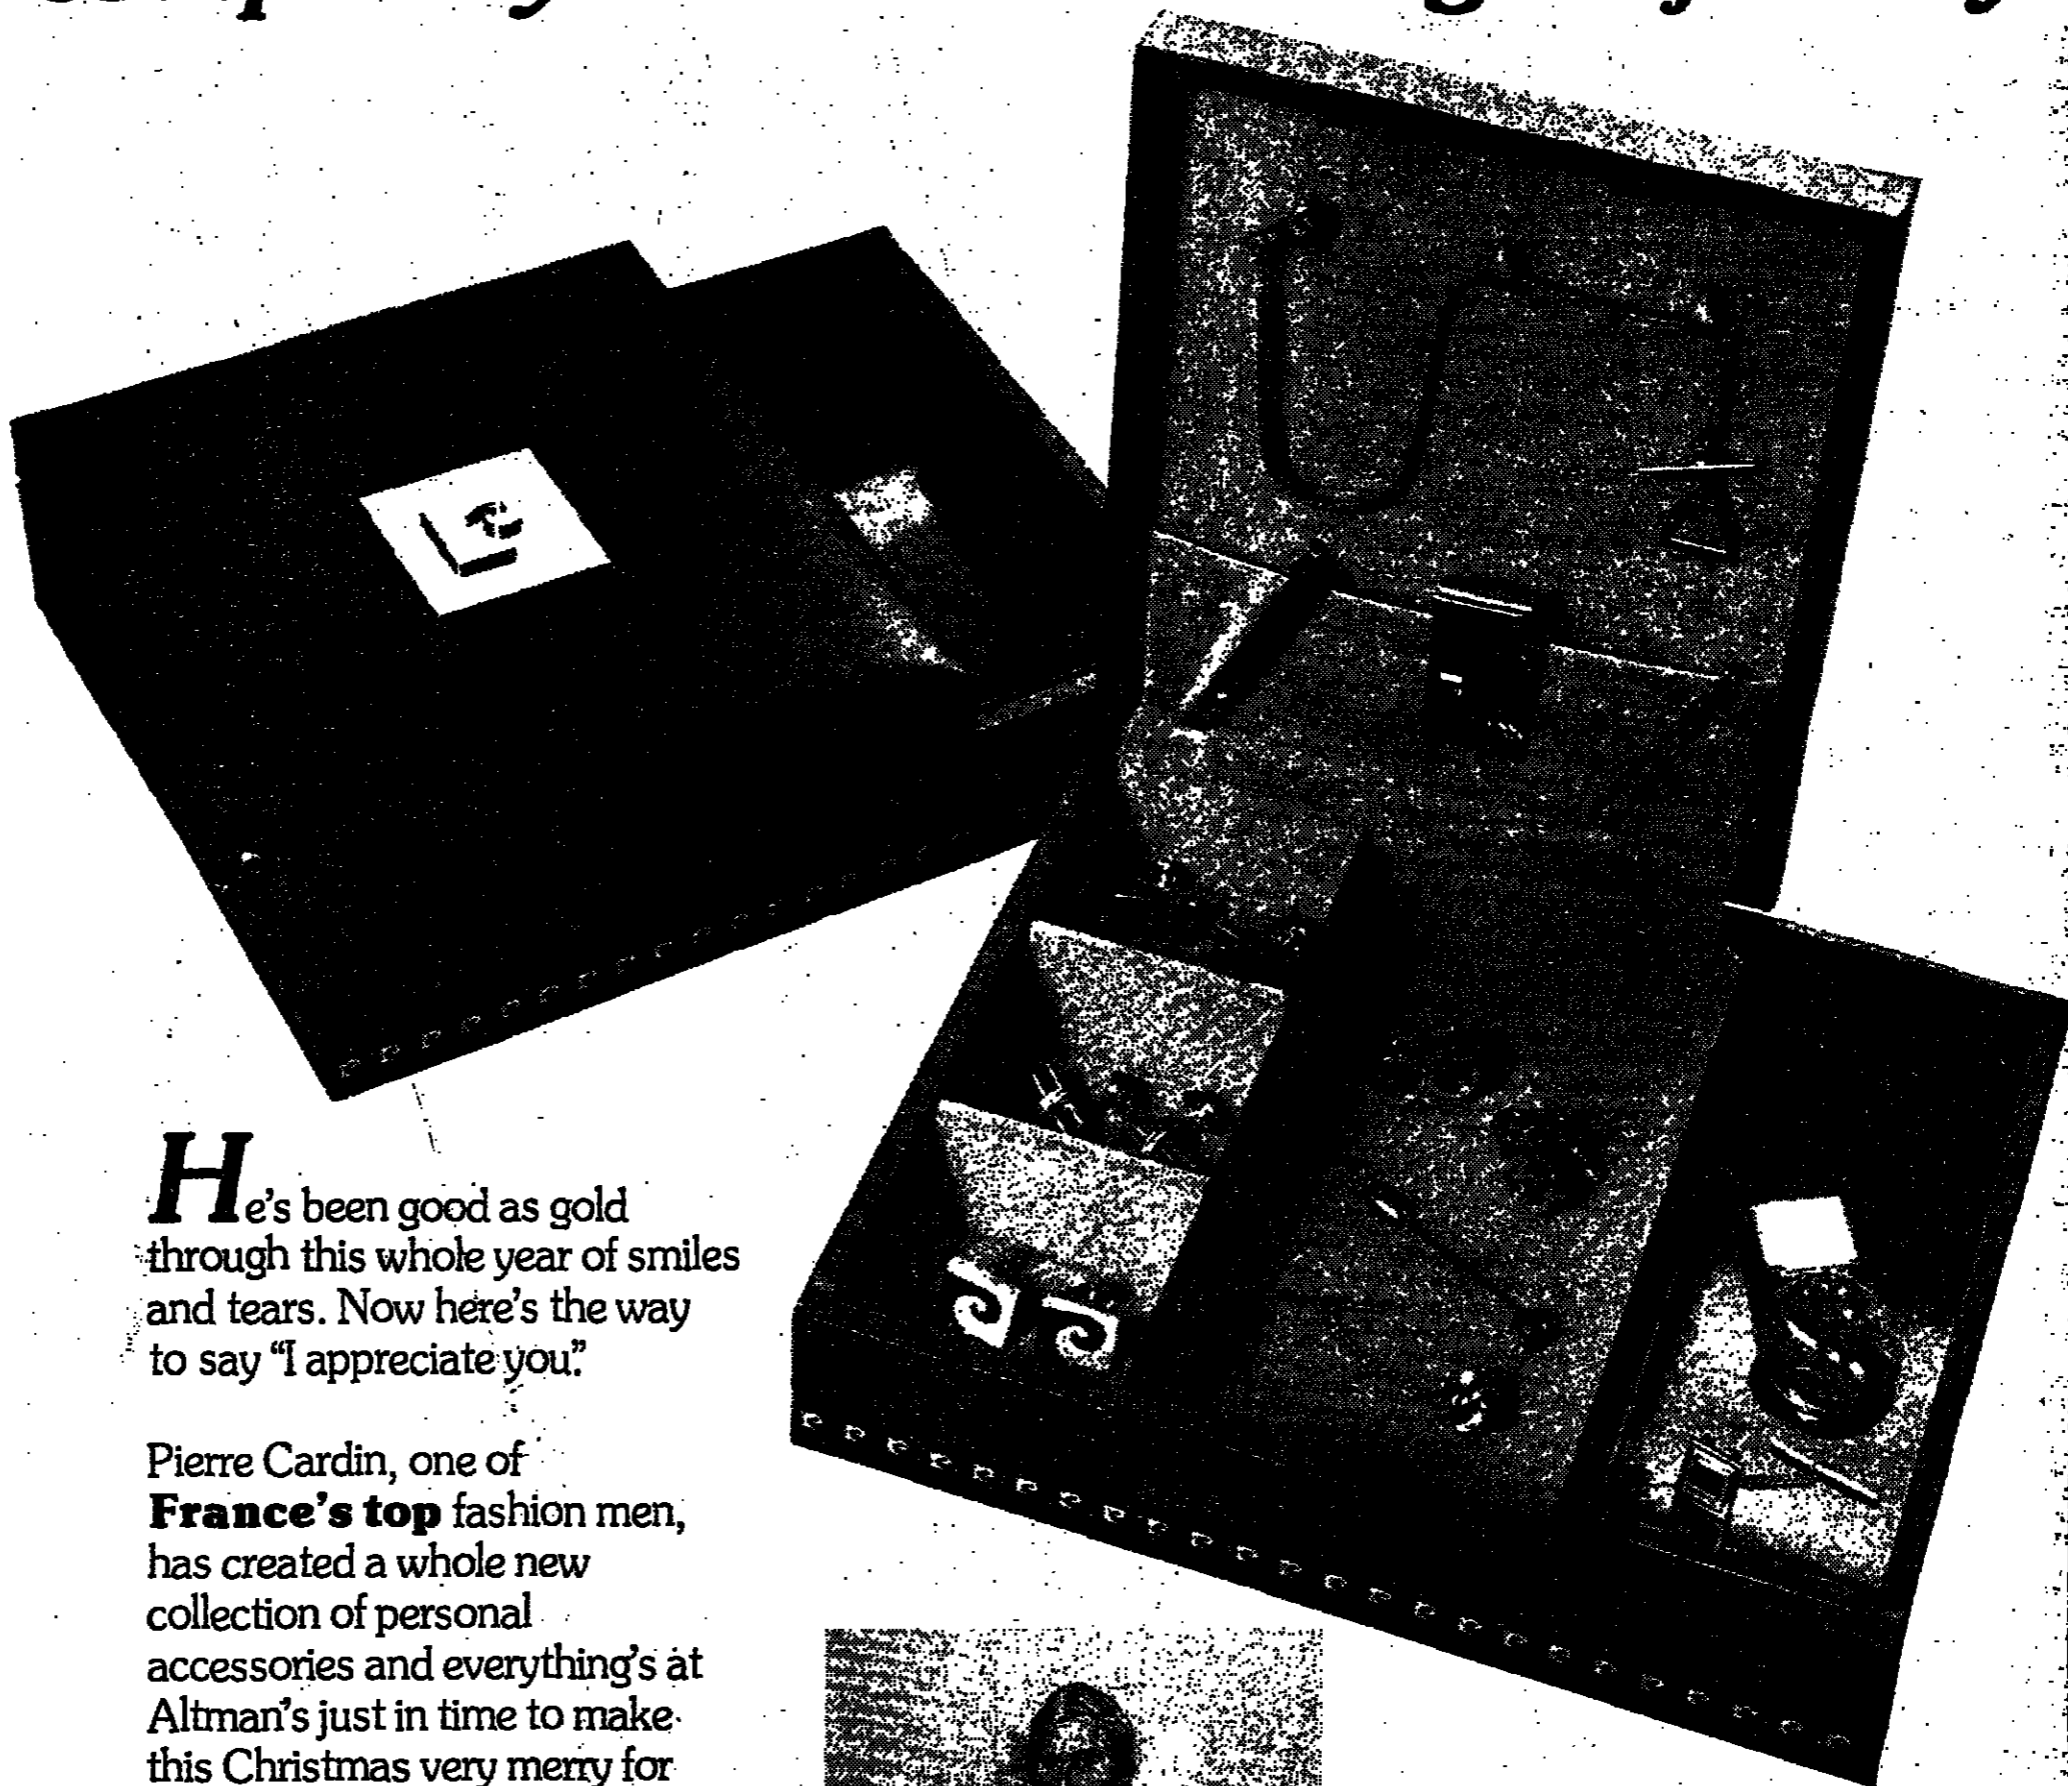 He's been good as gold
through this whole year of smiles
and tears. Now here's the way
to say “I appreciate you.”
Pierre Cardin, one of
France's top fashion men,
has created a whole new
collection of personal
accessories and everything's at
Altman's just in time to make
this Christmas very merry for